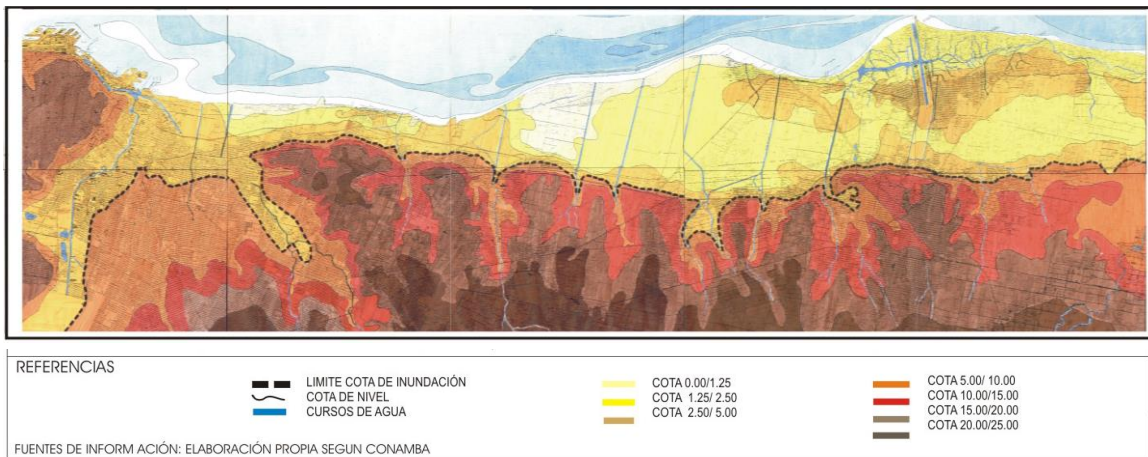 REFERENCIAS
LIMITE COTA DE INUNDACIÓN
COTA DE NIVEL
CURSOS DE AGUA
COTA 0.00/1.25
COTA 1.25/ 2.50
COTA 2.50/ 5.00
COTA 5.00/ 10.00
COTA 10.00/15.00
COTA 15.00/20.00
COTA 20.00/25.00
FUENTES DE INFORM ACIÓN: ELABORACIÓN PROPIA SEGUN CONAMBA